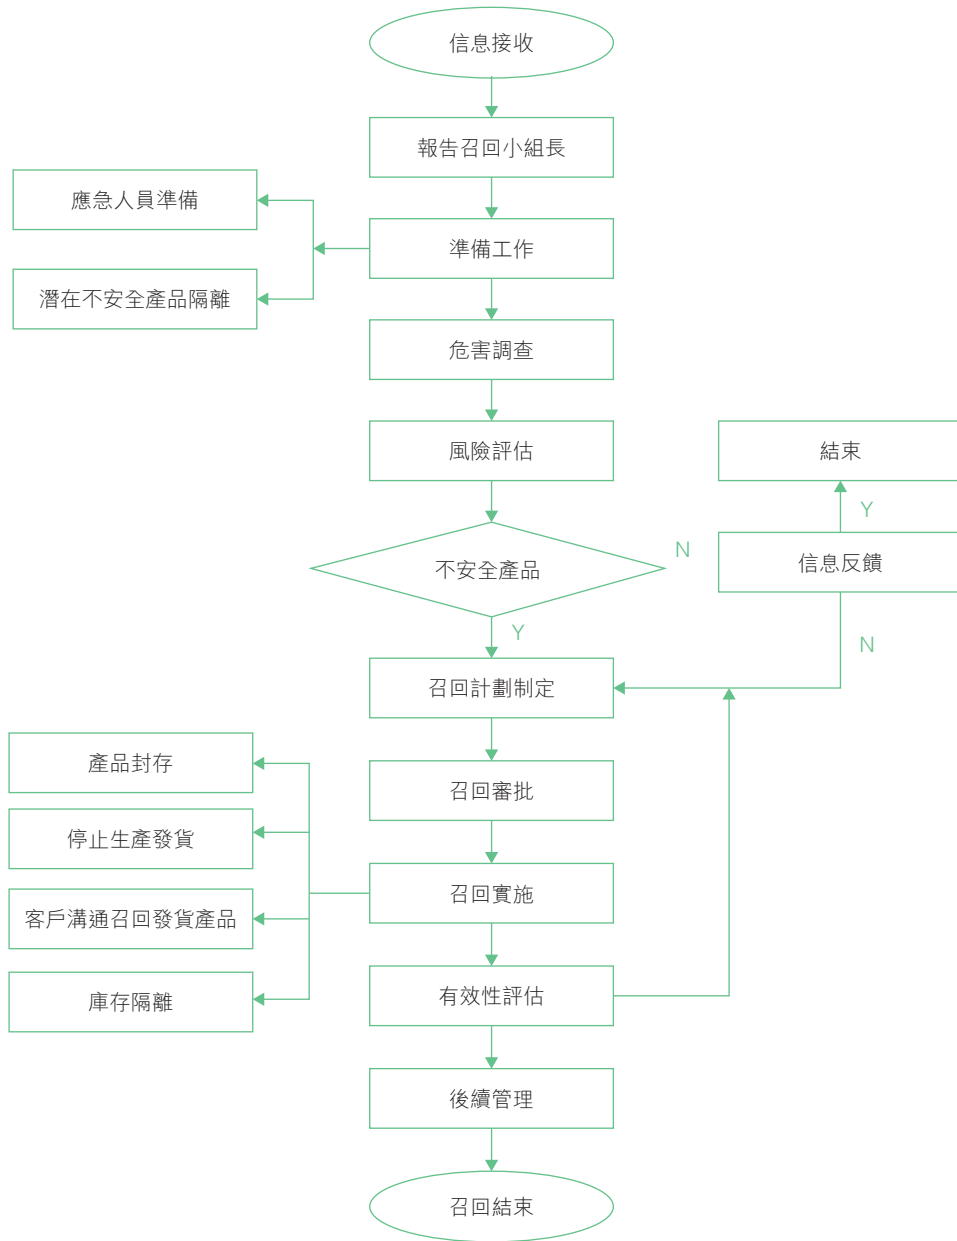 信息接收
報告召回小組長
應急人員準備
準備工作
潛在不安全產品隔離
危害調查
風險評估
結束
Y
N
不安全產品
信息反饋
Y
N
召回計劃制定
產品封存
召回審批
停止生產發貨
召回實施
客戶溝通召回發貨產品
有效性評估
庫存隔離
後續管理
召回結束